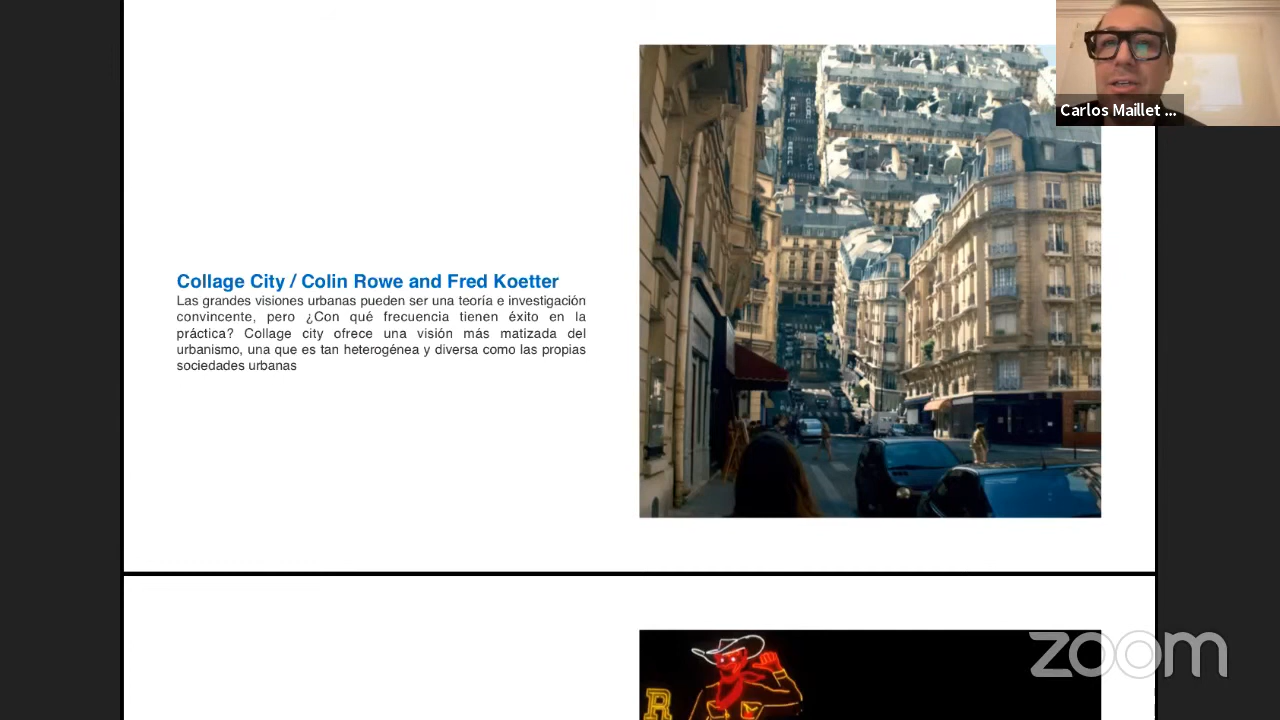 Carlos Maillet ...
Collage City / Colin Rowe and Fred Koetter
Las grandes visiones urbanas pueden ser una teoría e investigación
convincente, pero ¿Con qué frecuencia tienen éxito en la
práctica? Collage city ofrece una visión más matizada del
urbanismo, una que es tan heterogénea y diversa como las propias
sociedades urbanas
zoom
R